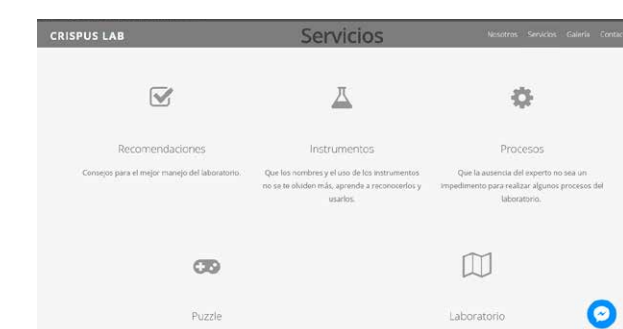 CRISPUS LAB
Servicios
Nosotros Servicios Galería Contac
Recomendaciones
Consejos para el mejor manejo del laboratorio.
Instrumentos
Que los nombres y el uso de los instrumentos
no se te olviden más, aprende a reconocerlos y
usarlos.
Procesos
Que la ausencia del experto no sea un
impedimento para realizar algunos procesos del
laboratorio.
Puzzle
Laboratorio